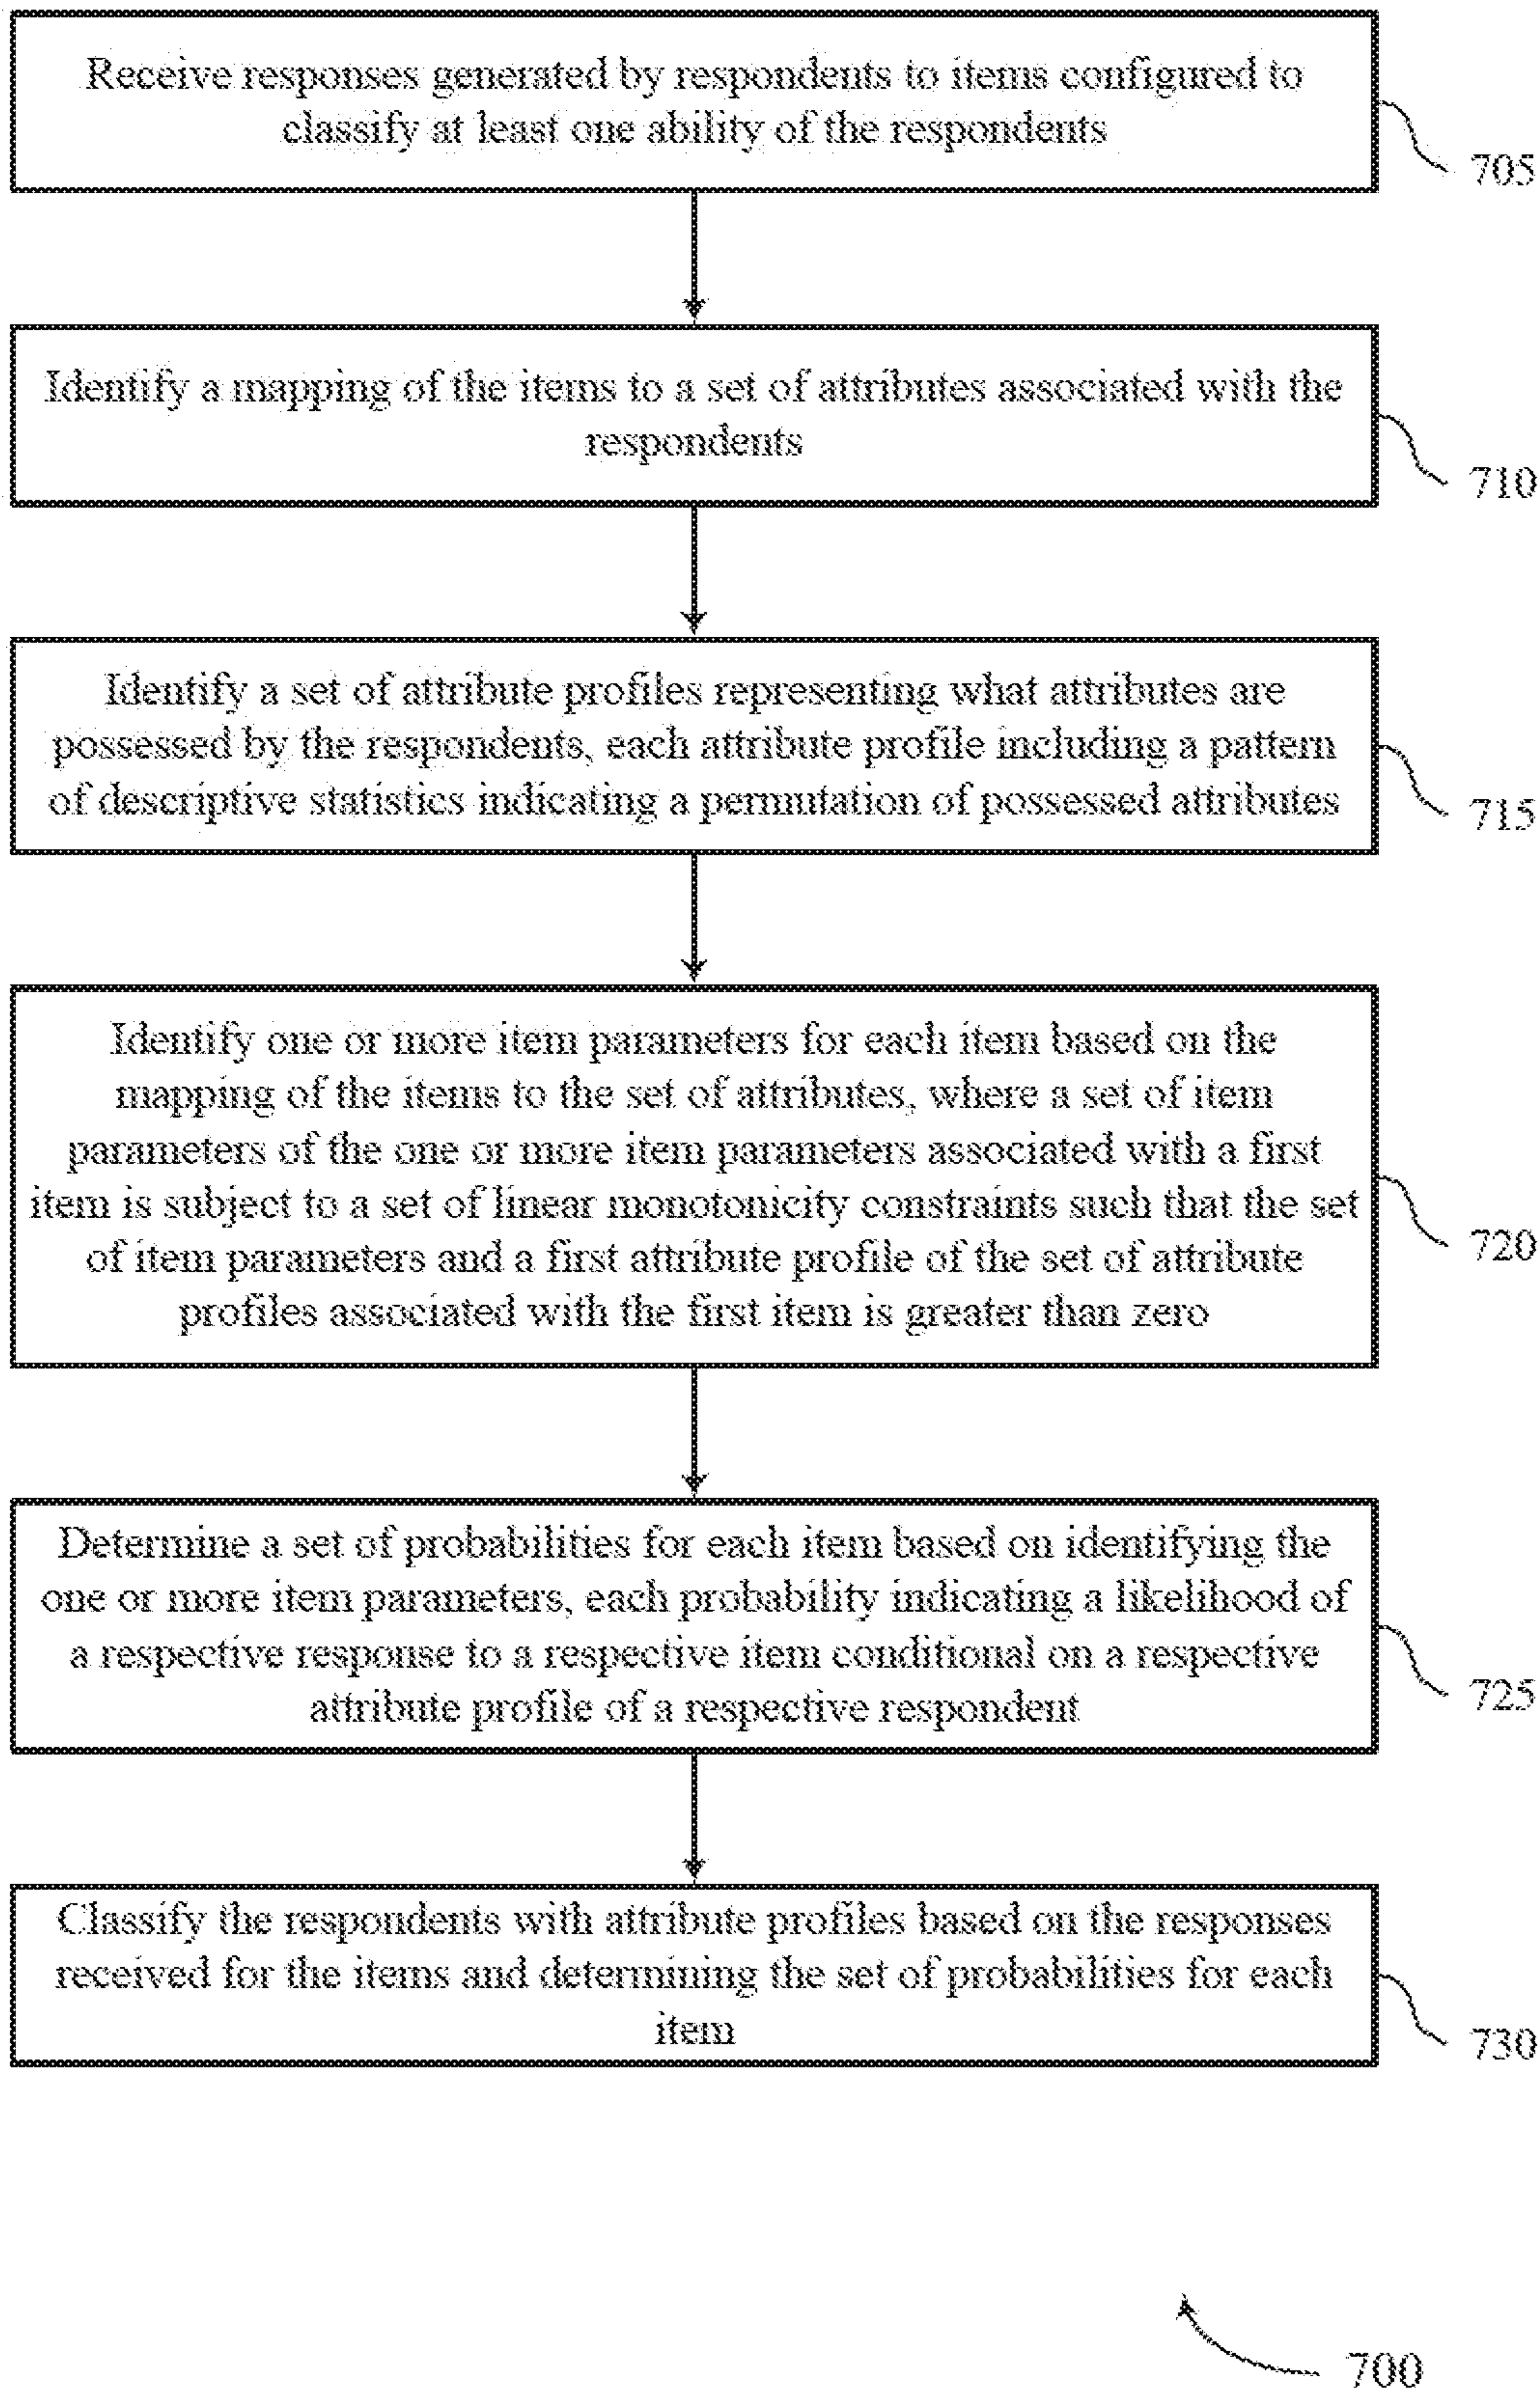 Receive responses generated by respondents to items configured to
classify at least one ability of the respondents
705
Identify a mapping of the items to a set of attributes associated with the
respondents
710
Identify a set of attribute profiles representing what attributes are
possessed by the respondents, each attribute profile including a pattern
of descriptive statistics indicating a permutation of possessed attributes
715
Identify one or more item parameters for each item based on the
mapping of the items to the set of attributes, where a set of item
parameters of the one or more item parameters associated with a first
item is subject to a set of linear monotonicity constraints such that the set
of item parameters and a first attribute profile of the set of attribute
profiles associated with the first item is greater than zero
720
Determine a set of probabilities for each item based on identifying the
one or more item parameters, each probability indicating a likelihood of
a respective response to a respective item conditional on a respective
attribute profile of a respective respondent
725
Classify the respondents with attribute profiles based on the responses
received for the items and determining the set of probabilities for each
item
730
700